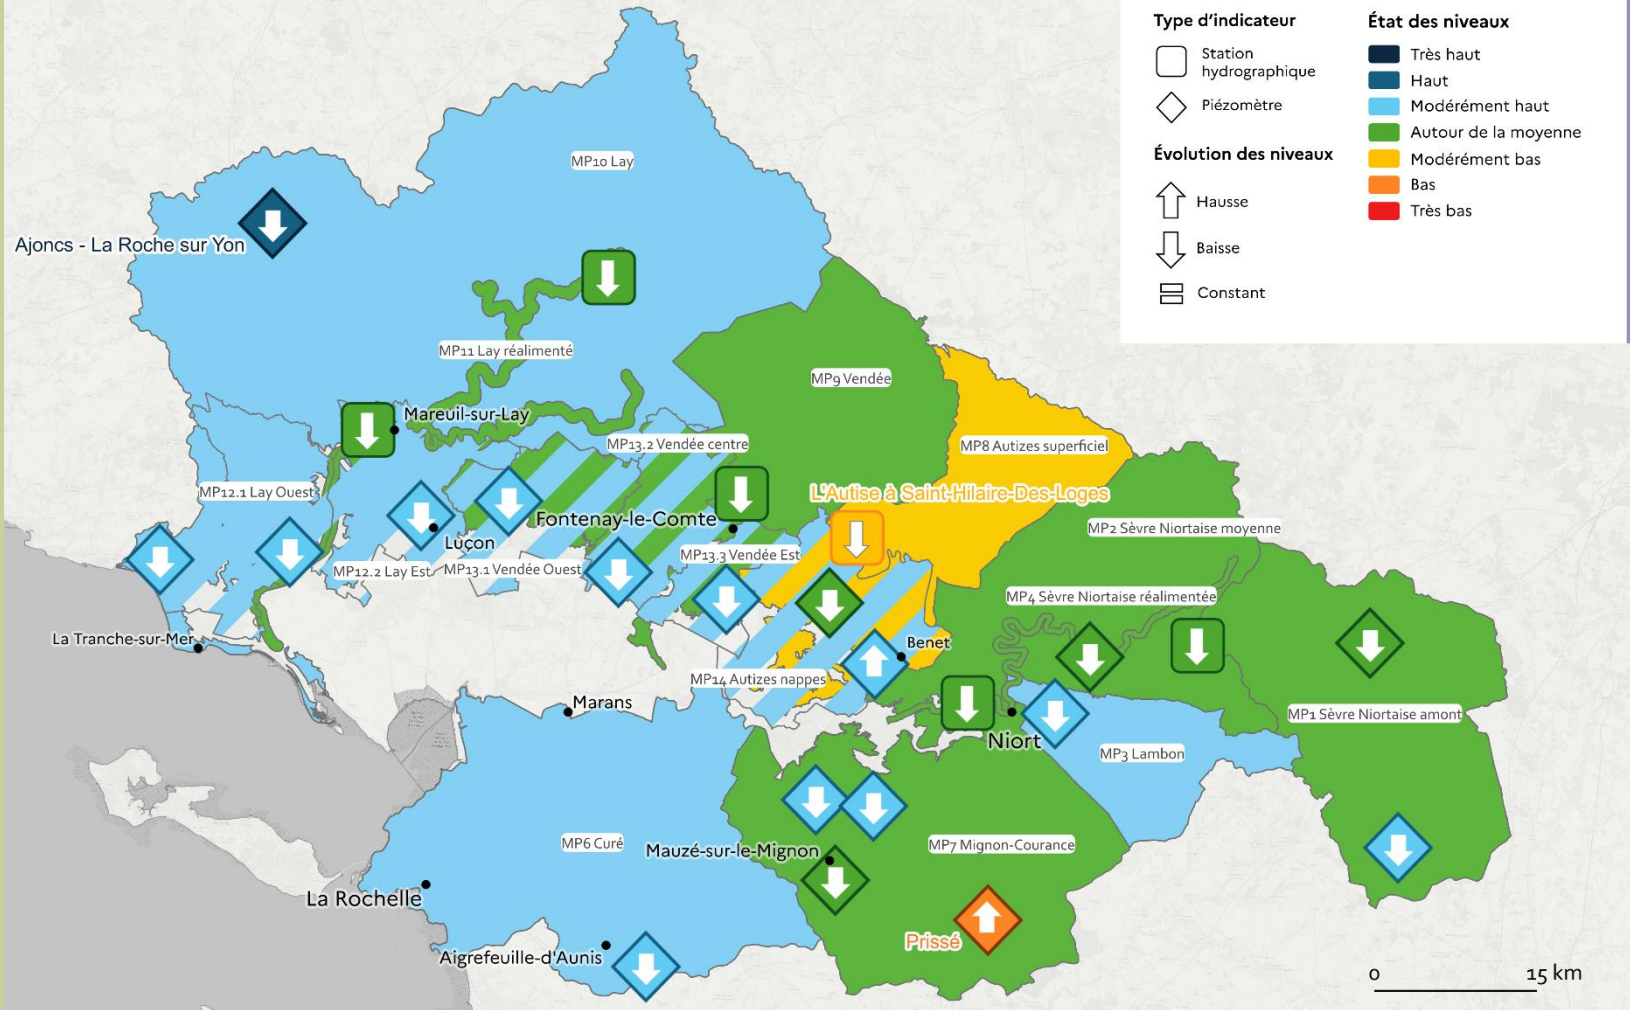 Type d'indicateur
Station
hydrographique
Piézomètre
Évolution des niveaux
Hausse
Baisse
Constant
État des niveaux
Très haut
Haut
Modérément haut
Autour de la moyenne
Modérément bas
Bas
Très bas
MP10 Lay
Ajoncs - La Roche sur Yon
MP11 Lay réalimenté
MP9 Vendée
Mareuil-sur-Lay
MP13.2 Vendée centre
MP8 Autizes superficiel
MP12.1 Lay Ouest
L'Autise à Saint-Hilaire-Des-Loges
Fontenay-le-Comte
MP2 Sèvre Niortaise moyenne
Luçon
MP13.3 Vendée Est
MP12.2 Lay Est
MP13.1 Vendée Ouest
MP4 Sèvre Niortaise réalimentée
La Tranche-sur-Mer
Benet
MP14 Autizes nappes
Marans
MP1 Sèvre Niortaise amont
Niort
MP3 Lambon
MP6 Curé
Mauzé-sur-le-Mignon
MP7 Mignon-Courance
La Rochelle
Prissé
Aigrefeuille-d'Aunis
0 15 km